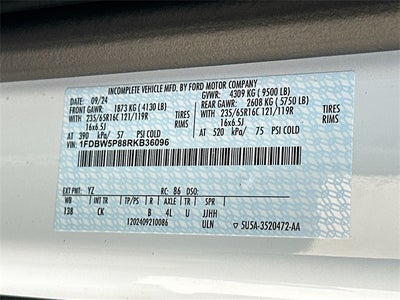 INCOMPLETE VEHICLE MFD. BY FORD MOTOR COMPANY
DATE: 09/24 GVWR: 4309 KG ( 9500 LB)
FRONT GAWR: 1873 KG ( 4130 LB) REAR GAWR: 2608 KG ( 5750 LB)
WITH 235/65R16C 121/119R TIRES WITH 235/65R16C 121/119R TIRES
16x6.5J RIMS 16x6.5J RIMS
AT 390 kPa/ 57 PSI COLD AT 520 kPa/ 75 PSI COLD
1FDBW5P88RKB36096
EXT PNT: YZ RC: B6 DSO:
WB INT TR TP/PS R AXLE TR SPR
138 CK B 4L U JJHH
1202409210086 ULN 5U5A-3520472-AA